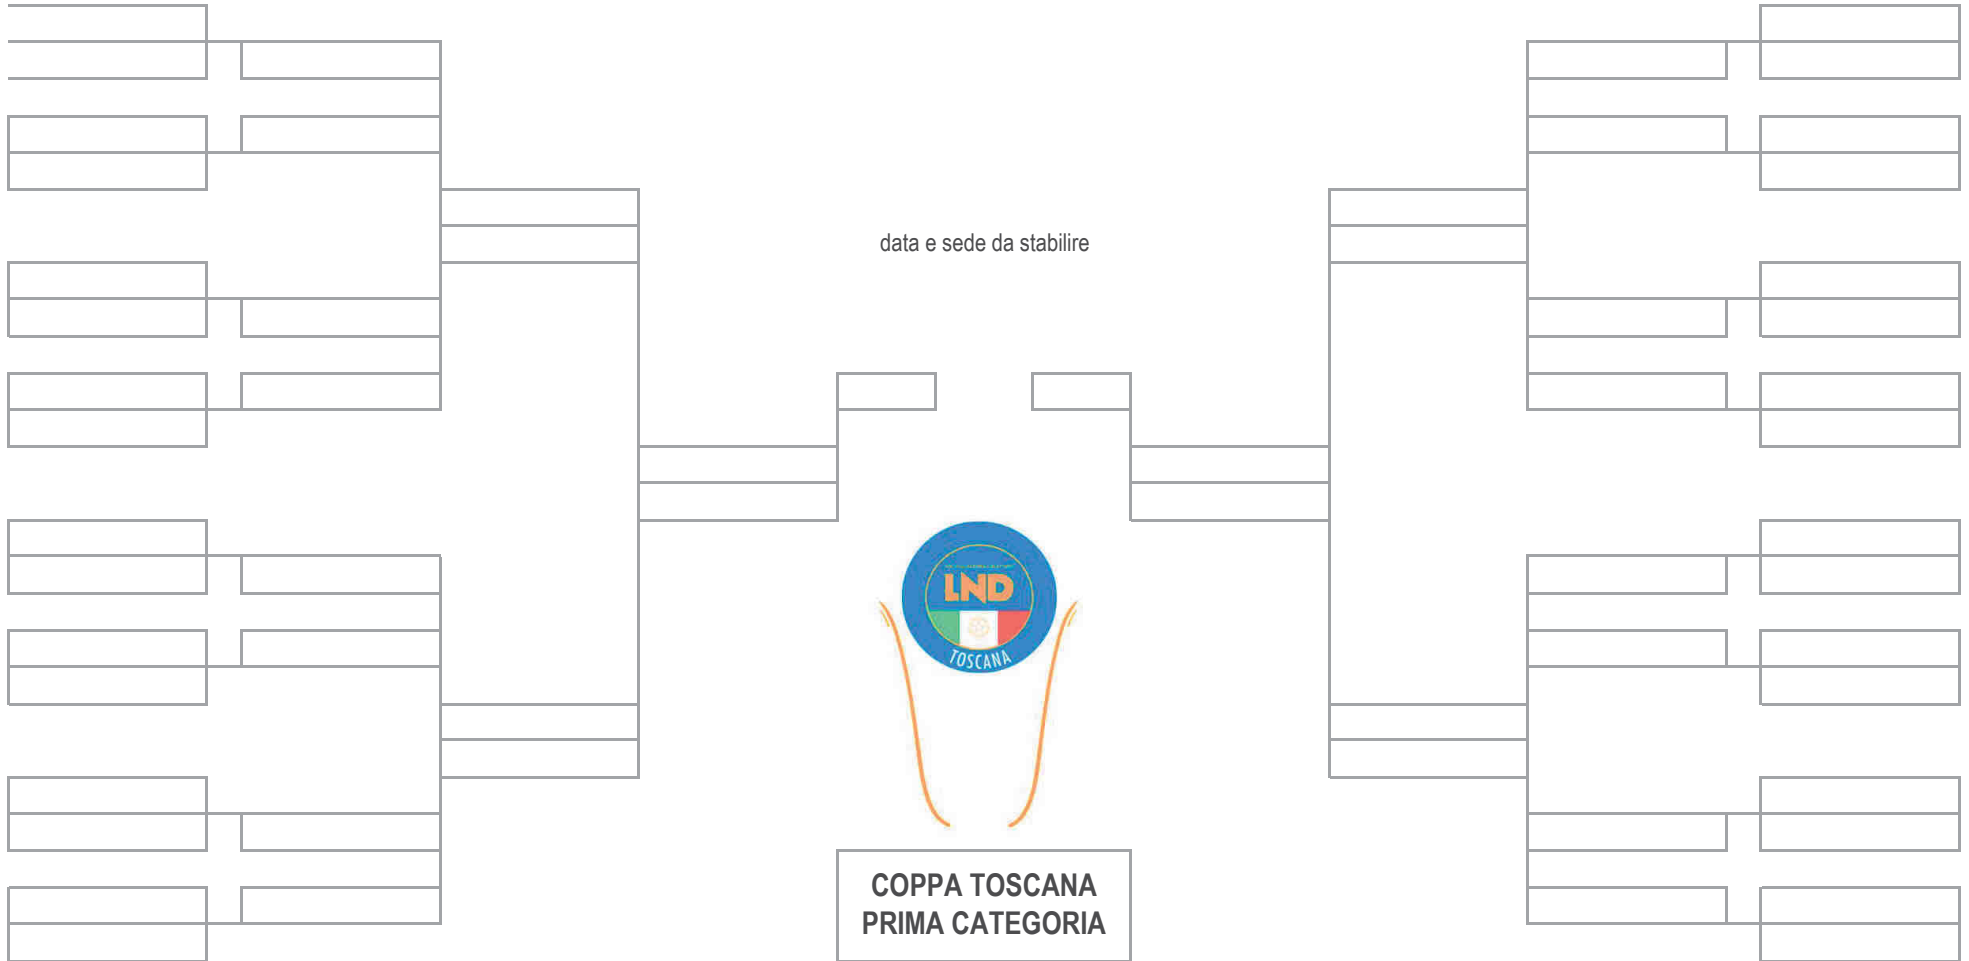 data e sede da stabilire
LND
TOSCANA
COPPA TOSCANA
PRIMA CATEGORIA